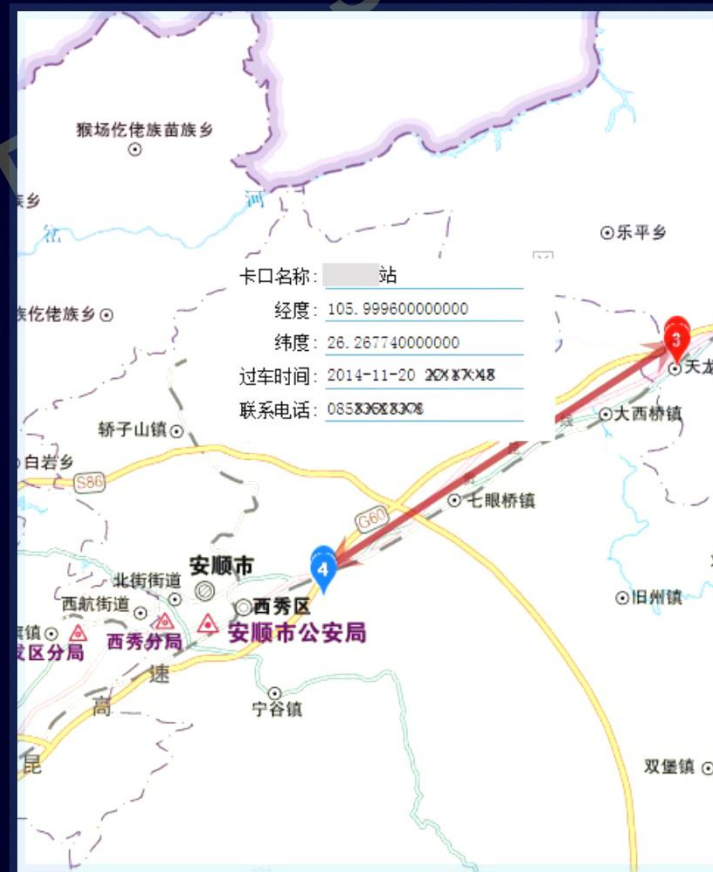 猴场仡佬族苗族乡
族乡
河
乐平乡
族仡佬族乡
卡口名称: 站
经度: 105.999600000000
纬度: 26.267740000000
过车时间: 2014-11-20
联系电话: 085
3
天龙
大西桥镇
轿子山镇
白岩乡
S86
七眼桥镇
G60
4
安顺市
北街街道
西秀区
西航街道
旧州镇
安顺市公安局
镇
西秀分局
发区分局
速
高
宁谷镇
昆
双堡镇